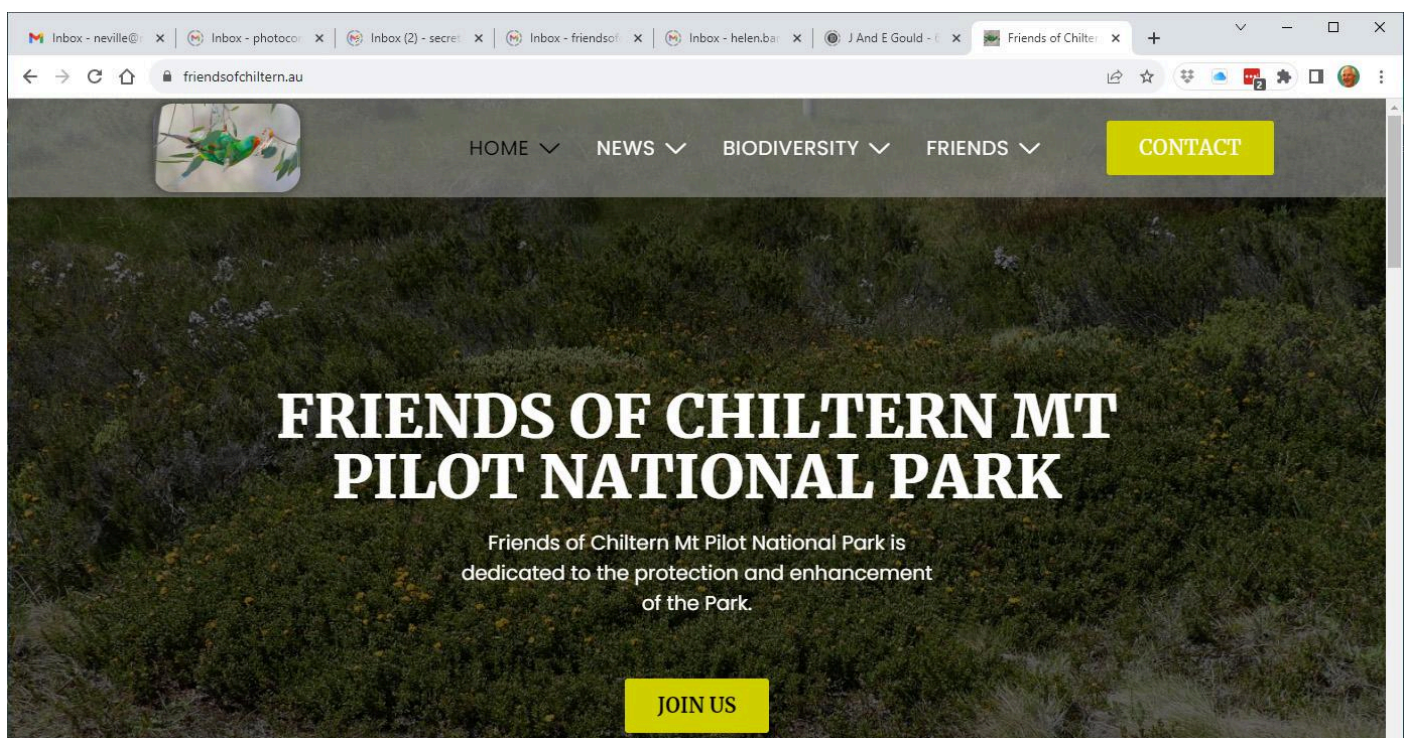 Inbox - neville@
Inbox - photoco
Inbox (2) - secret
Inbox - friendsof
Inbox - helen.bar
J And E Gould -
Friends of Chilter
friendsofchiltern.au
2
HOME
NEWS
BIODIVERSITY
FRIENDS
CONTACT
FRIENDS OF CHILTERN MT
PILOT NATIONAL PARK
Friends of Chiltern Mt Pilot National Park is
dedicated to the protection and enhancement
of the Park.
JOIN US